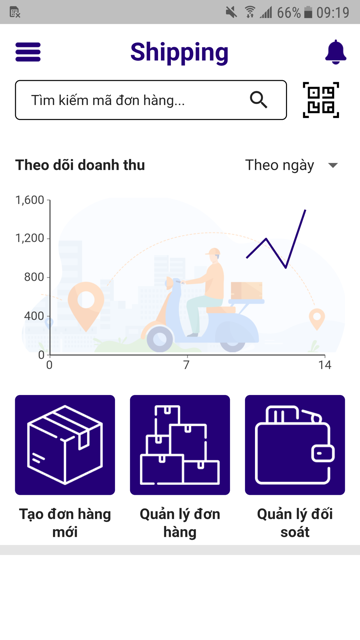 66% 09:19
Shipping
Tìm kiếm mã đơn hàng...
Theo dõi doanh thu Theo ngày
1,600
1,200
800
400
0
0 7 14
Tạo đơn hàng mới
Quản lý đơn hàng
Quản lý đối soát